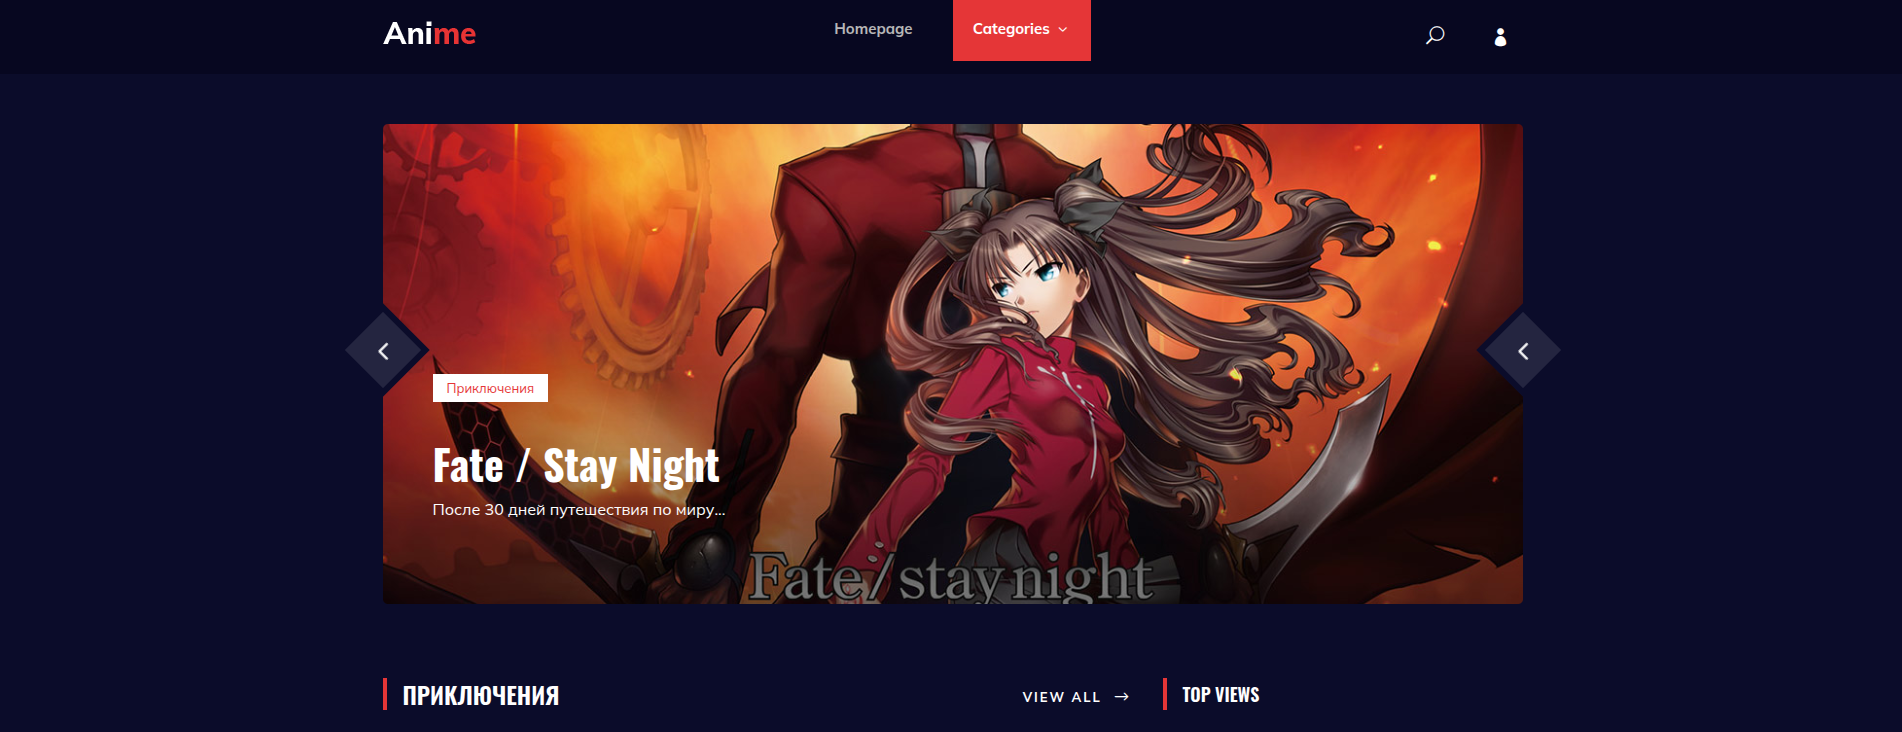 Anime
Homepage
Categories
Приключения
Fate / Stay Night
После 30 дней путешествия по миру...
Fate/stay night
ПРИКЛЮЧЕНИЯ
VIEW ALL →
TOP VIEWS